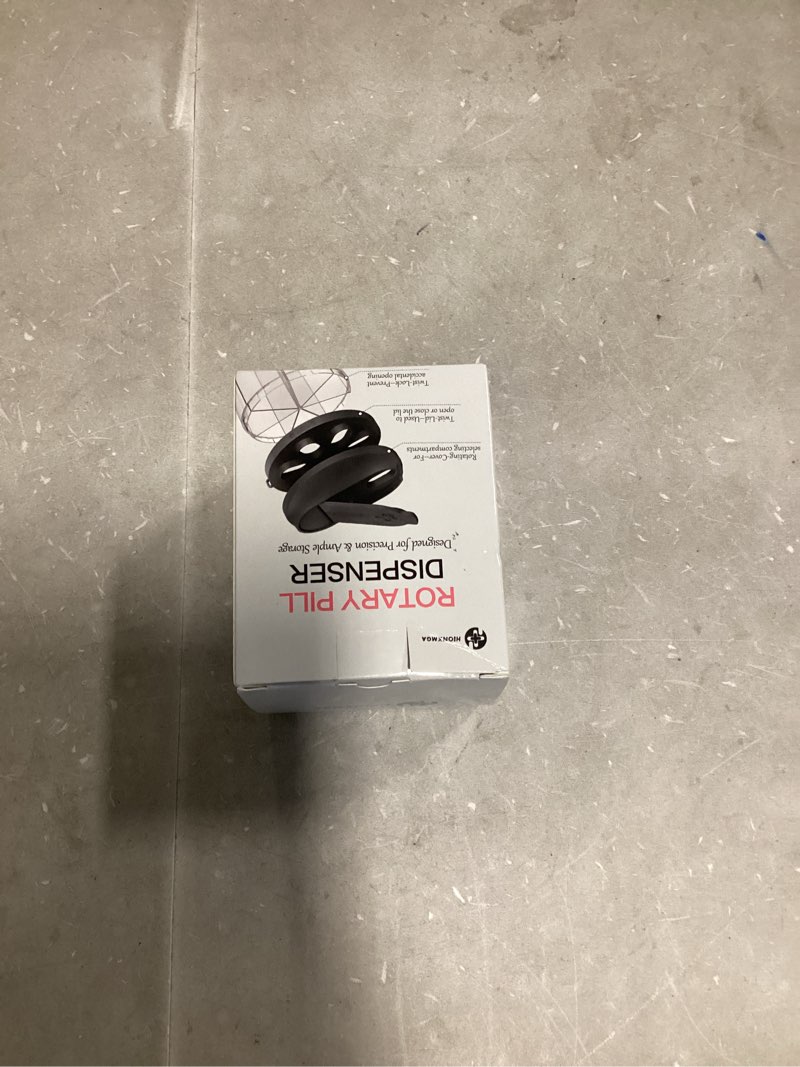 HIONYMGA
ROTARY PILL
DISPENSER
"Designed for Precision & Ample Storage"
Rotating-Cover--For
selecting compartments
Twist-Lid--Used to
open or close the lid
Twist-Lock--Prevent
accidental opening